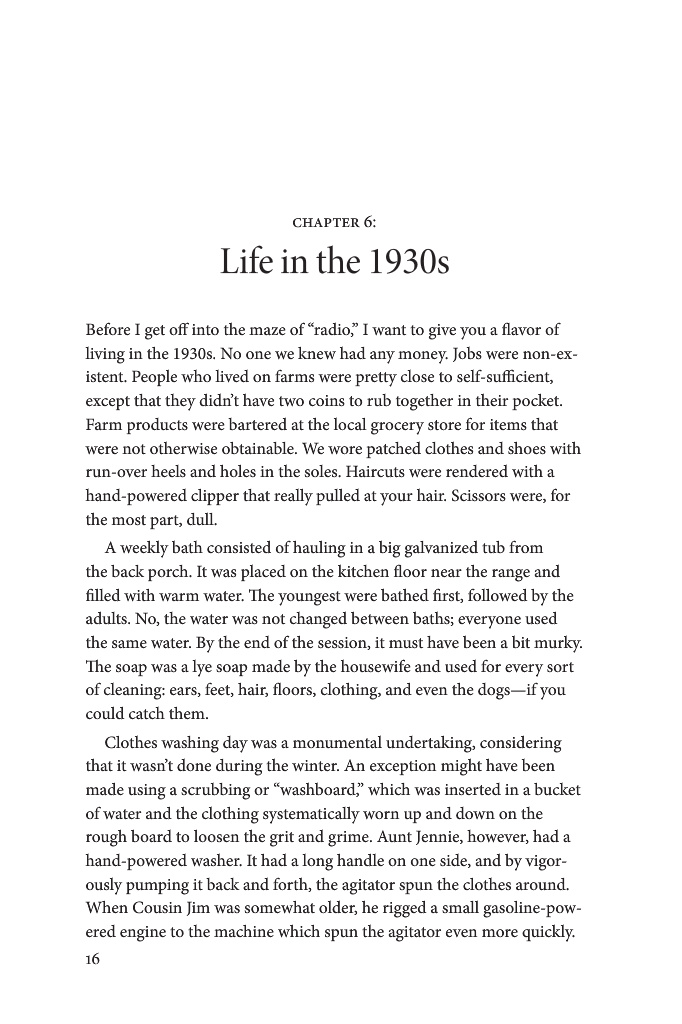 CHAPTER 6:
Life in the 1930s
Before I get off into the maze of “radio,” I want to give you a flavor of
living in the 1930s. No one we knew had any money. Jobs were non-ex-
istent. People who lived on farms were pretty close to self-sufficient,
except that they didn’t have two coins to rub together in their pocket.
Farm products were bartered at the local grocery store for items that
were not otherwise obtainable. We wore patched clothes and shoes with
run-over heels and holes in the soles. Haircuts were rendered with a
hand-powered clipper that really pulled at your hair. Scissors were, for
the most part, dull.
A weekly bath consisted of hauling in a big galvanized tub from
the back porch. It was placed on the kitchen floor near the range and
filled with warm water. The youngest were bathed first, followed by the
adults. No, the water was not changed between baths; everyone used
the same water. By the end of the session, it must have been a bit murky.
The soap was a lye soap made by the housewife and used for every sort
of cleaning: ears, feet, hair, floors, clothing, and even the dogs—if you
could catch them.
Clothes washing day was a monumental undertaking, considering
that it wasn’t done during the winter. An exception might have been
made using a scrubbing or “washboard,” which was inserted in a bucket
of water and the clothing systematically worn up and down on the
rough board to loosen the grit and grime. Aunt Jennie, however, had a
hand-powered washer. It had a long handle on one side, and by vigor-
ously pumping it back and forth, the agitator spun the clothes around.
When Cousin Jim was somewhat older, he rigged a small gasoline-pow-
ered engine to the machine which spun the agitator even more quickly.
16